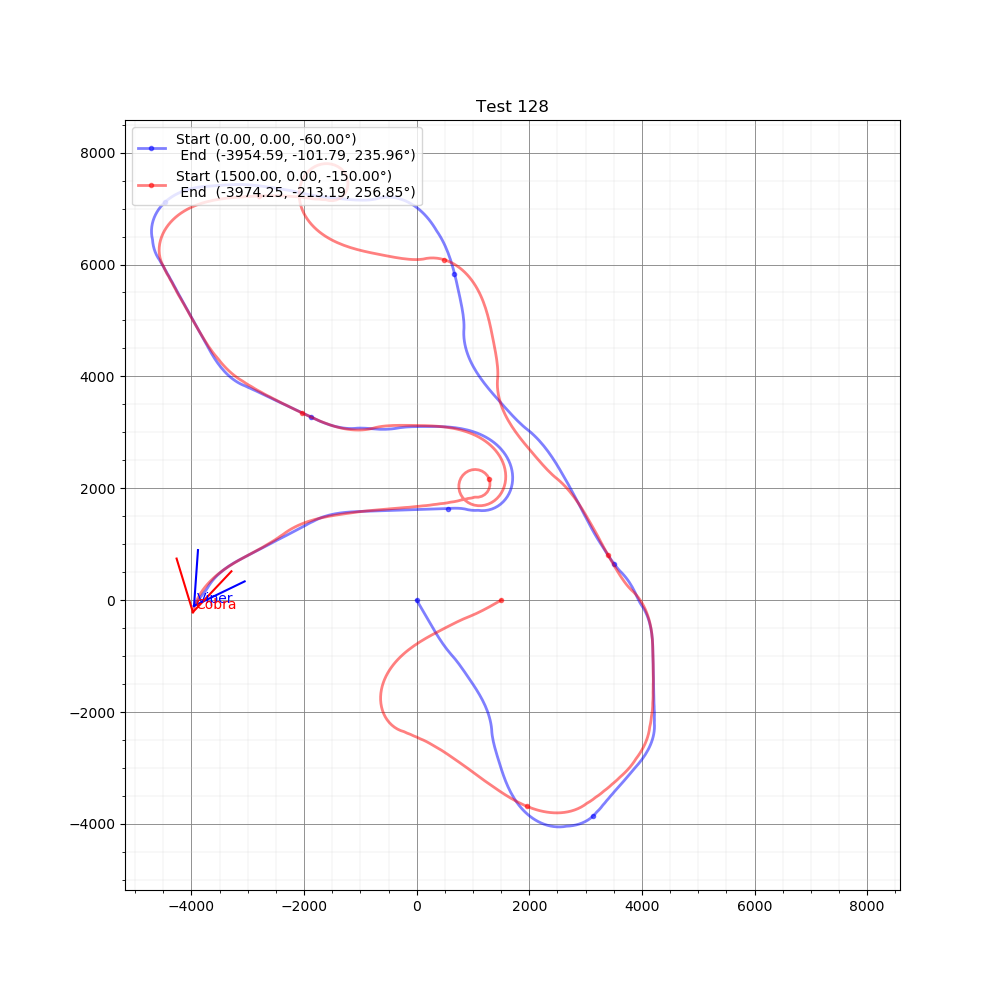 Test 128
Start (0.00, 0.00, -60.00°)
End  (-3954.59, -101.79, 235.96°)
Start (1500.00, 0.00, -150.00°)
End  (-3974.25, -213.19, 256.85°)
8000
6000
4000
2000
0
−2000
−4000
Viper
Cobra
−4000 −2000 0 2000 4000 6000 8000